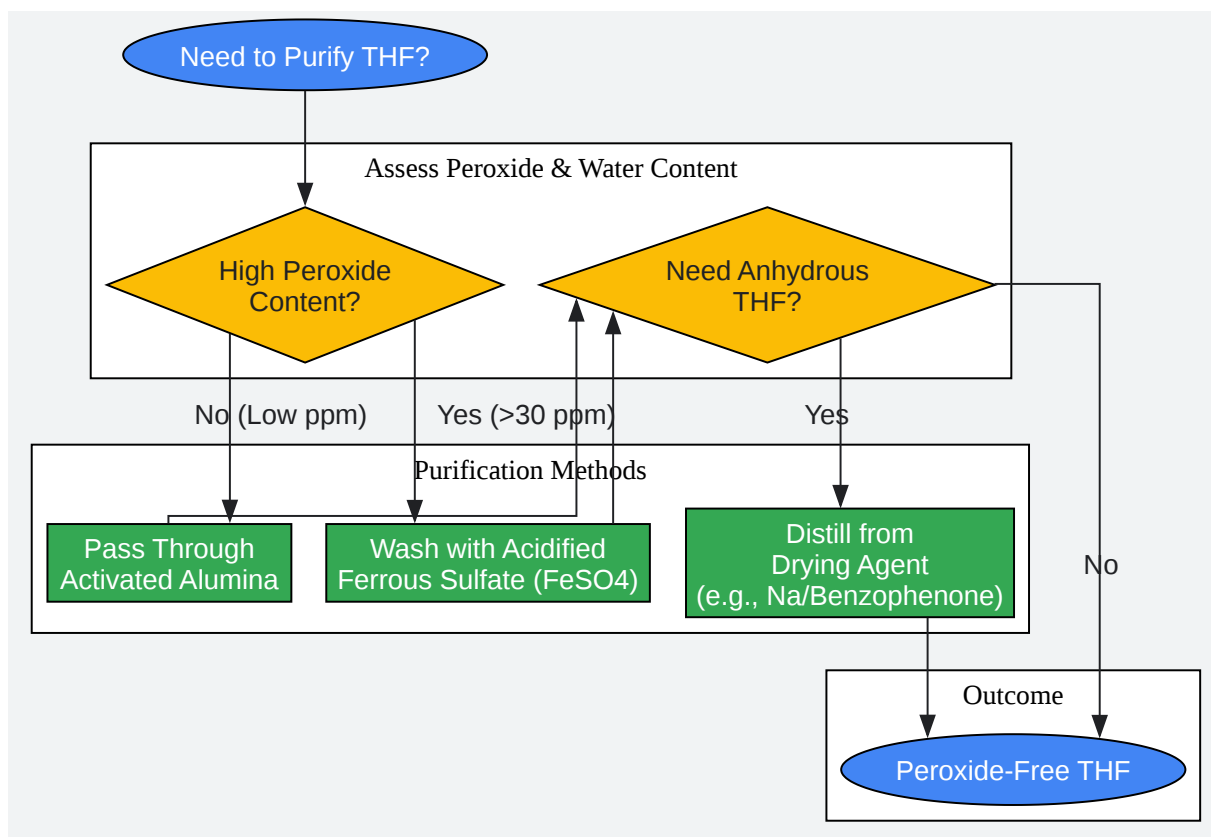 Need to Purify THF?
Assess Peroxide & Water Content
High Peroxide
Content?
Need Anhydrous
THF?
No (Low ppm)
Yes (>30 ppm)
Yes
Purification Methods
Pass Through
Activated Alumina
Wash with Acidified
Ferrous Sulfate (FeSO4)
Distill from
Drying Agent
(e.g., Na/Benzophenone)
No
Outcome
Peroxide-Free THF